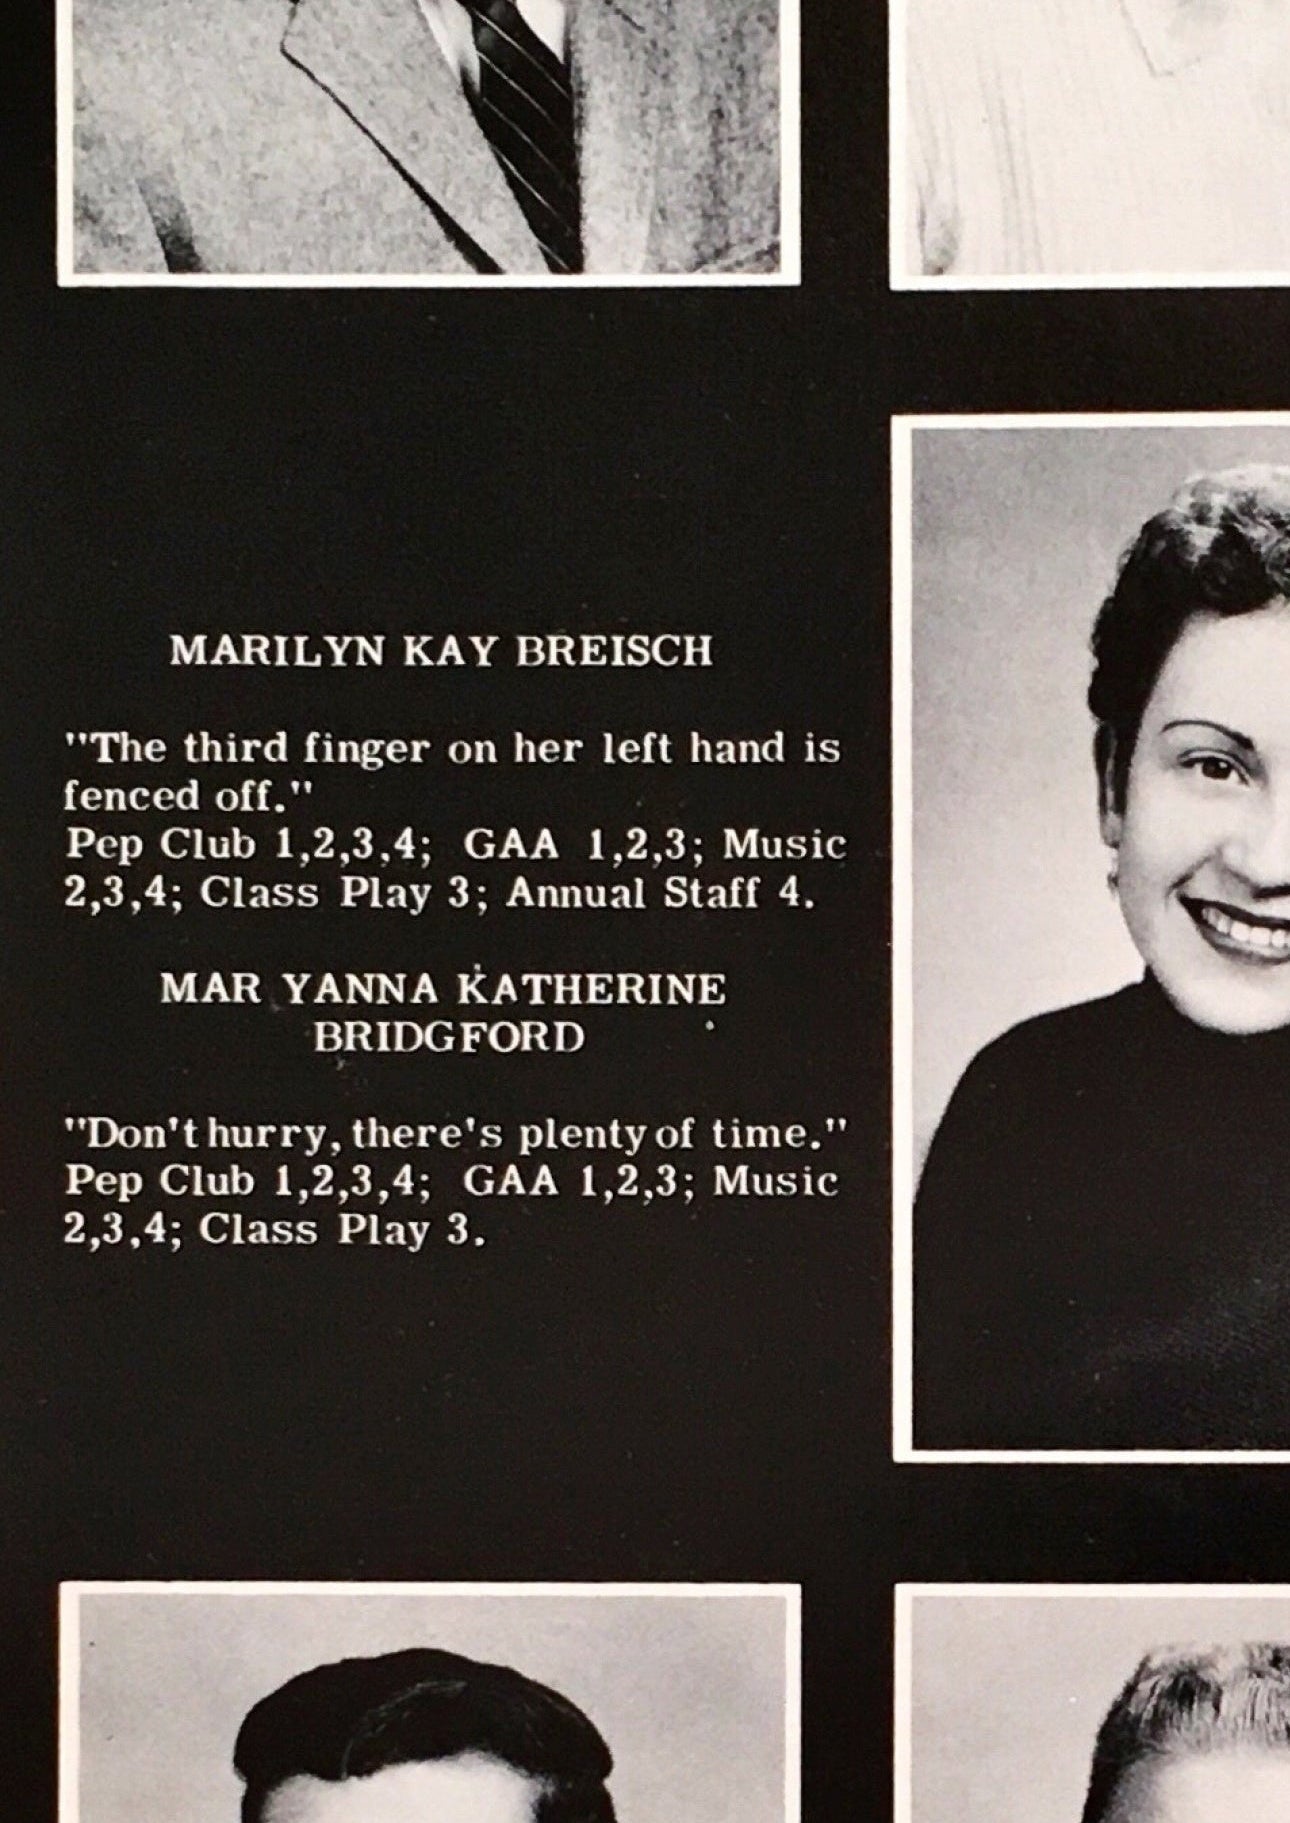 MARILYN KAY BREISCH
"The third finger on her left hand is
fenced off."
Pep Club 1,2,3,4; GAA 1,2,3; Music
2,3,4; Class Play 3; Annual Staff 4.
MAR YANNA KATHERINE
BRIDGFORD
"Don't hurry, there's plenty of time."
Pep Club 1,2,3,4; GAA 1,2,3; Music
2,3,4; Class Play 3.